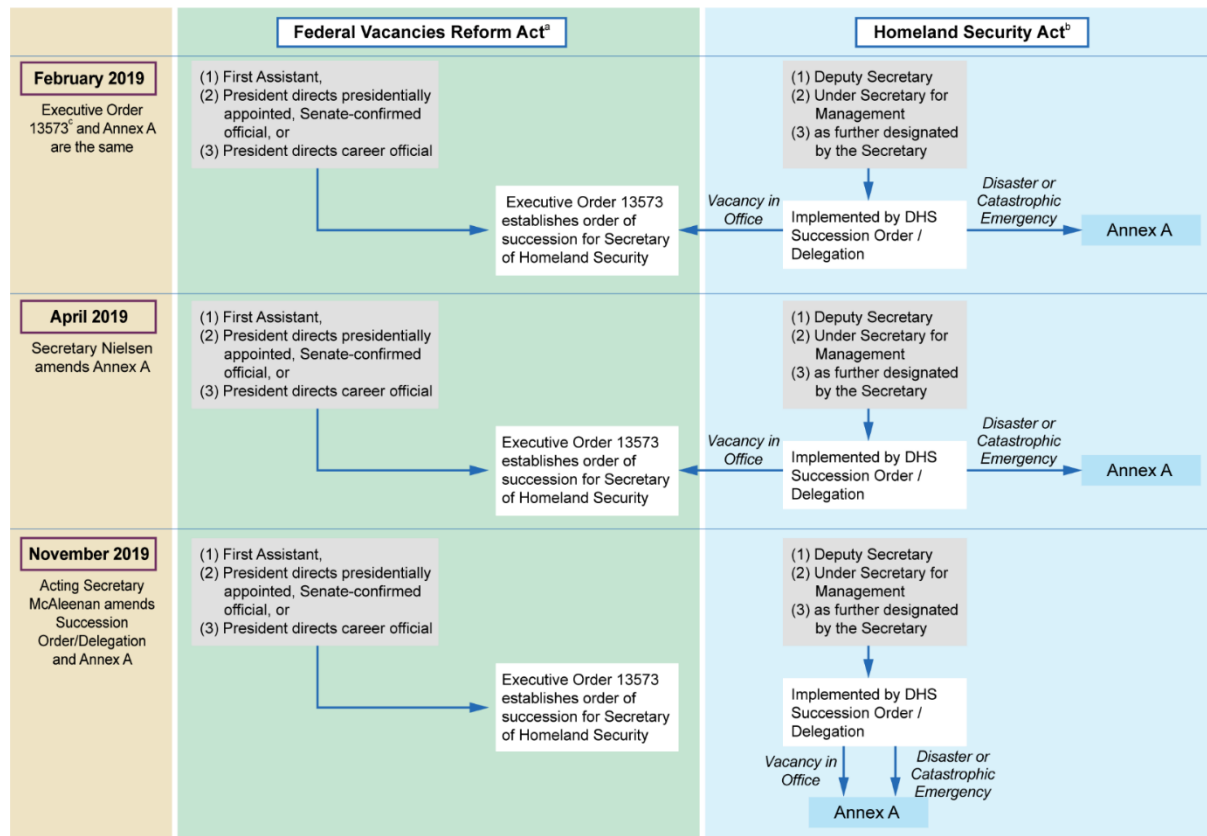 Federal Vacancies Reform Actᵃ
Homeland Security Actᵇ
February 2019
Executive Order
13573ᶜ and Annex A
are the same
(1) First Assistant,
(2) President directs presidentially
appointed, Senate-confirmed
official, or
(3) President directs career official
Executive Order 13573
establishes order of
succession for Secretary
of Homeland Security
(1) Deputy Secretary
(2) Under Secretary for
Management
(3) as further designated
by the Secretary
Vacancy in
Office
Implemented by DHS
Succession Order /
Delegation
Disaster or
Catastrophic
Emergency
Annex A
April 2019
Secretary Nielsen
amends Annex A
(1) First Assistant,
(2) President directs presidentially
appointed, Senate-confirmed
official, or
(3) President directs career official
Executive Order 13573
establishes order of
succession for Secretary
of Homeland Security
(1) Deputy Secretary
(2) Under Secretary for
Management
(3) as further designated
by the Secretary
Vacancy in
Office
Implemented by DHS
Succession Order /
Delegation
Disaster or
Catastrophic
Emergency
Annex A
November 2019
Acting Secretary
McAleenan amends
Succession
Order/Delegation
and Annex A
(1) First Assistant,
(2) President directs presidentially
appointed, Senate-confirmed
official, or
(3) President directs career official
Executive Order 13573
establishes order of
succession for Secretary
of Homeland Security
(1) Deputy Secretary
(2) Under Secretary for
Management
(3) as further designated
by the Secretary
Implemented by DHS
Succession Order /
Delegation
Vacancy in
Office
Disaster or
Catastrophic
Emergency
Annex A